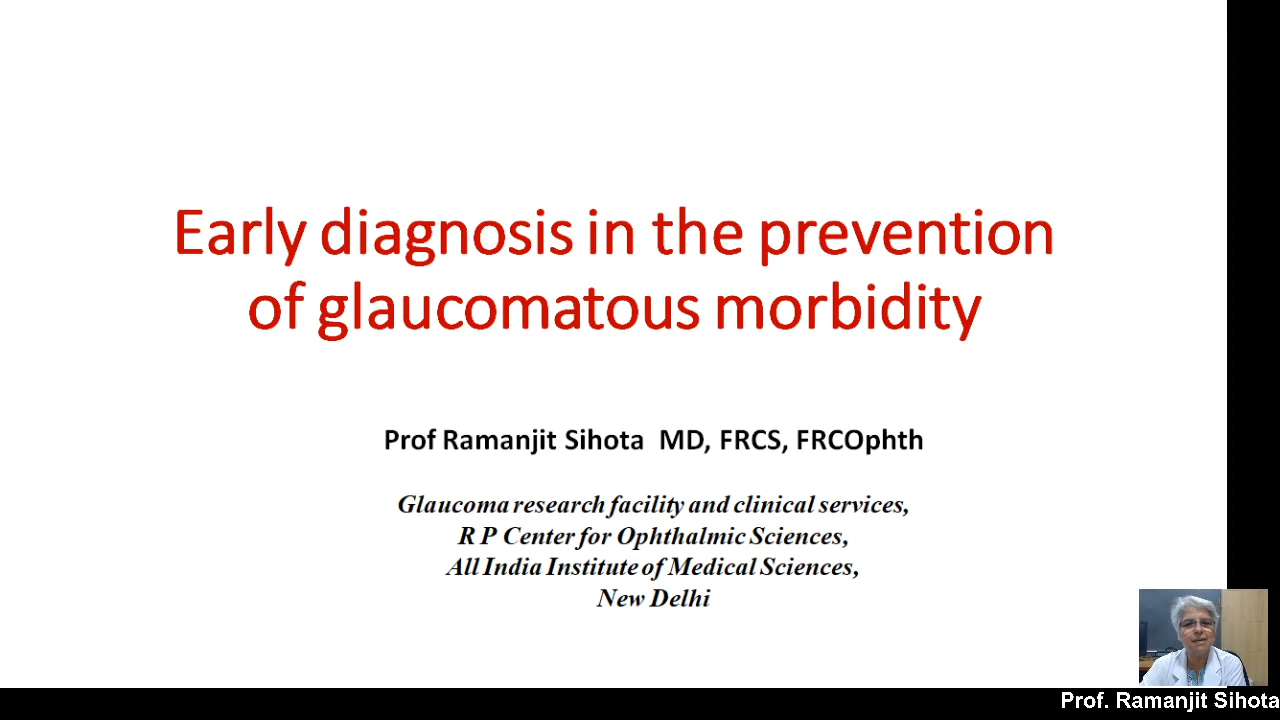 Early diagnosis in the prevention
of glaucomatous morbidity
Prof Ramanjit Sihota MD, FRCS, FRCOphth
Glaucoma research facility and clinical services,
R P Center for Ophthalmic Sciences,
All India Institute of Medical Sciences,
New Delhi
Prof. Ramanjit Sihota